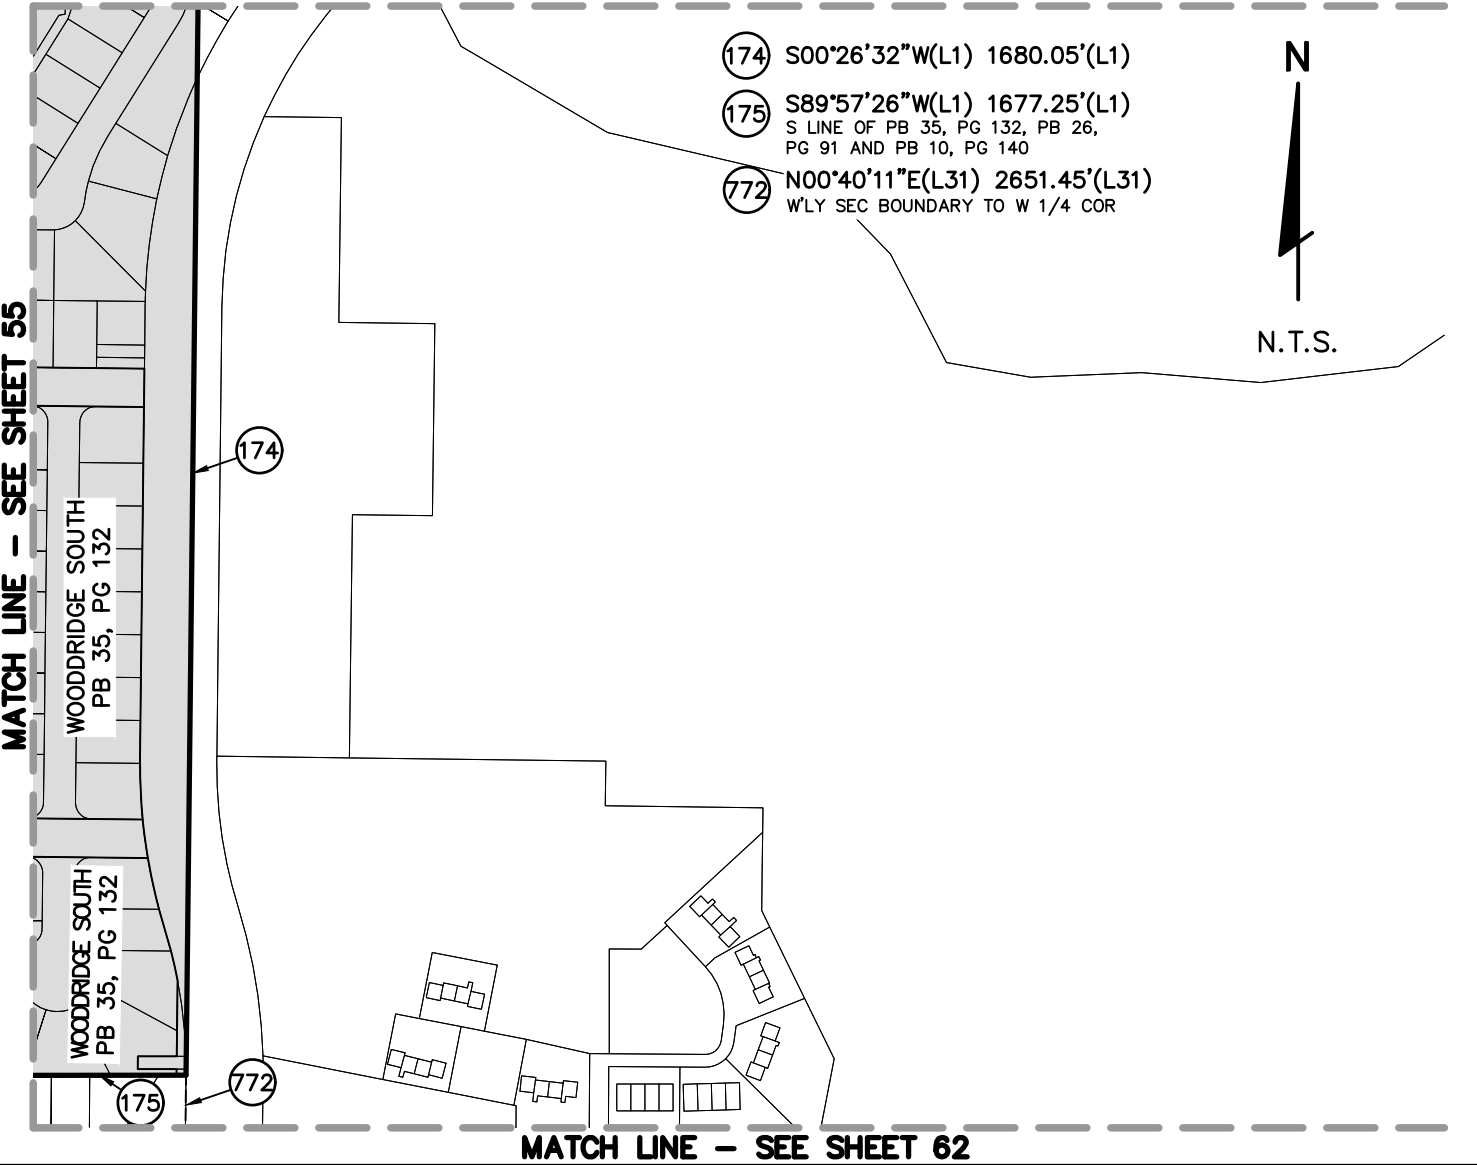 174 S00°26'32"W(L1) 1680.05'(L1)
175 S89°57'26"W(L1) 1677.25'(L1)
S LINE OF PB 35, PG 132, PB 26,
PG 91 AND PB 10, PG 140
772 N00°40'11"E(L31) 2651.45'(L31)
W'LY SEC BOUNDARY TO W 1/4 COR
N
N.T.S.
MATCH LINE - SEE SHEET 55
174
WOODRIDGE SOUTH
PB 35, PG 132
WOODRIDGE SOUTH
PB 35, PG 132
772
175
MATCH LINE - SEE SHEET 62